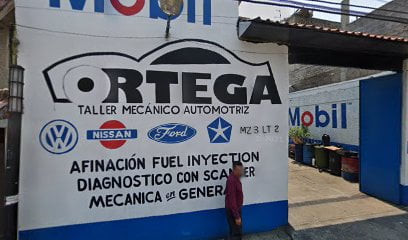 Mobil
ORTEGA
TALLER MECÁNICO AUTOMOTRIZ
NISSAN
Ford
MZ 3 LT 2
Mobil
AFINACIÓN FUEL INYECTION
DIAGNOSTICO CON SCANNER
MECANICA EN GENERAL